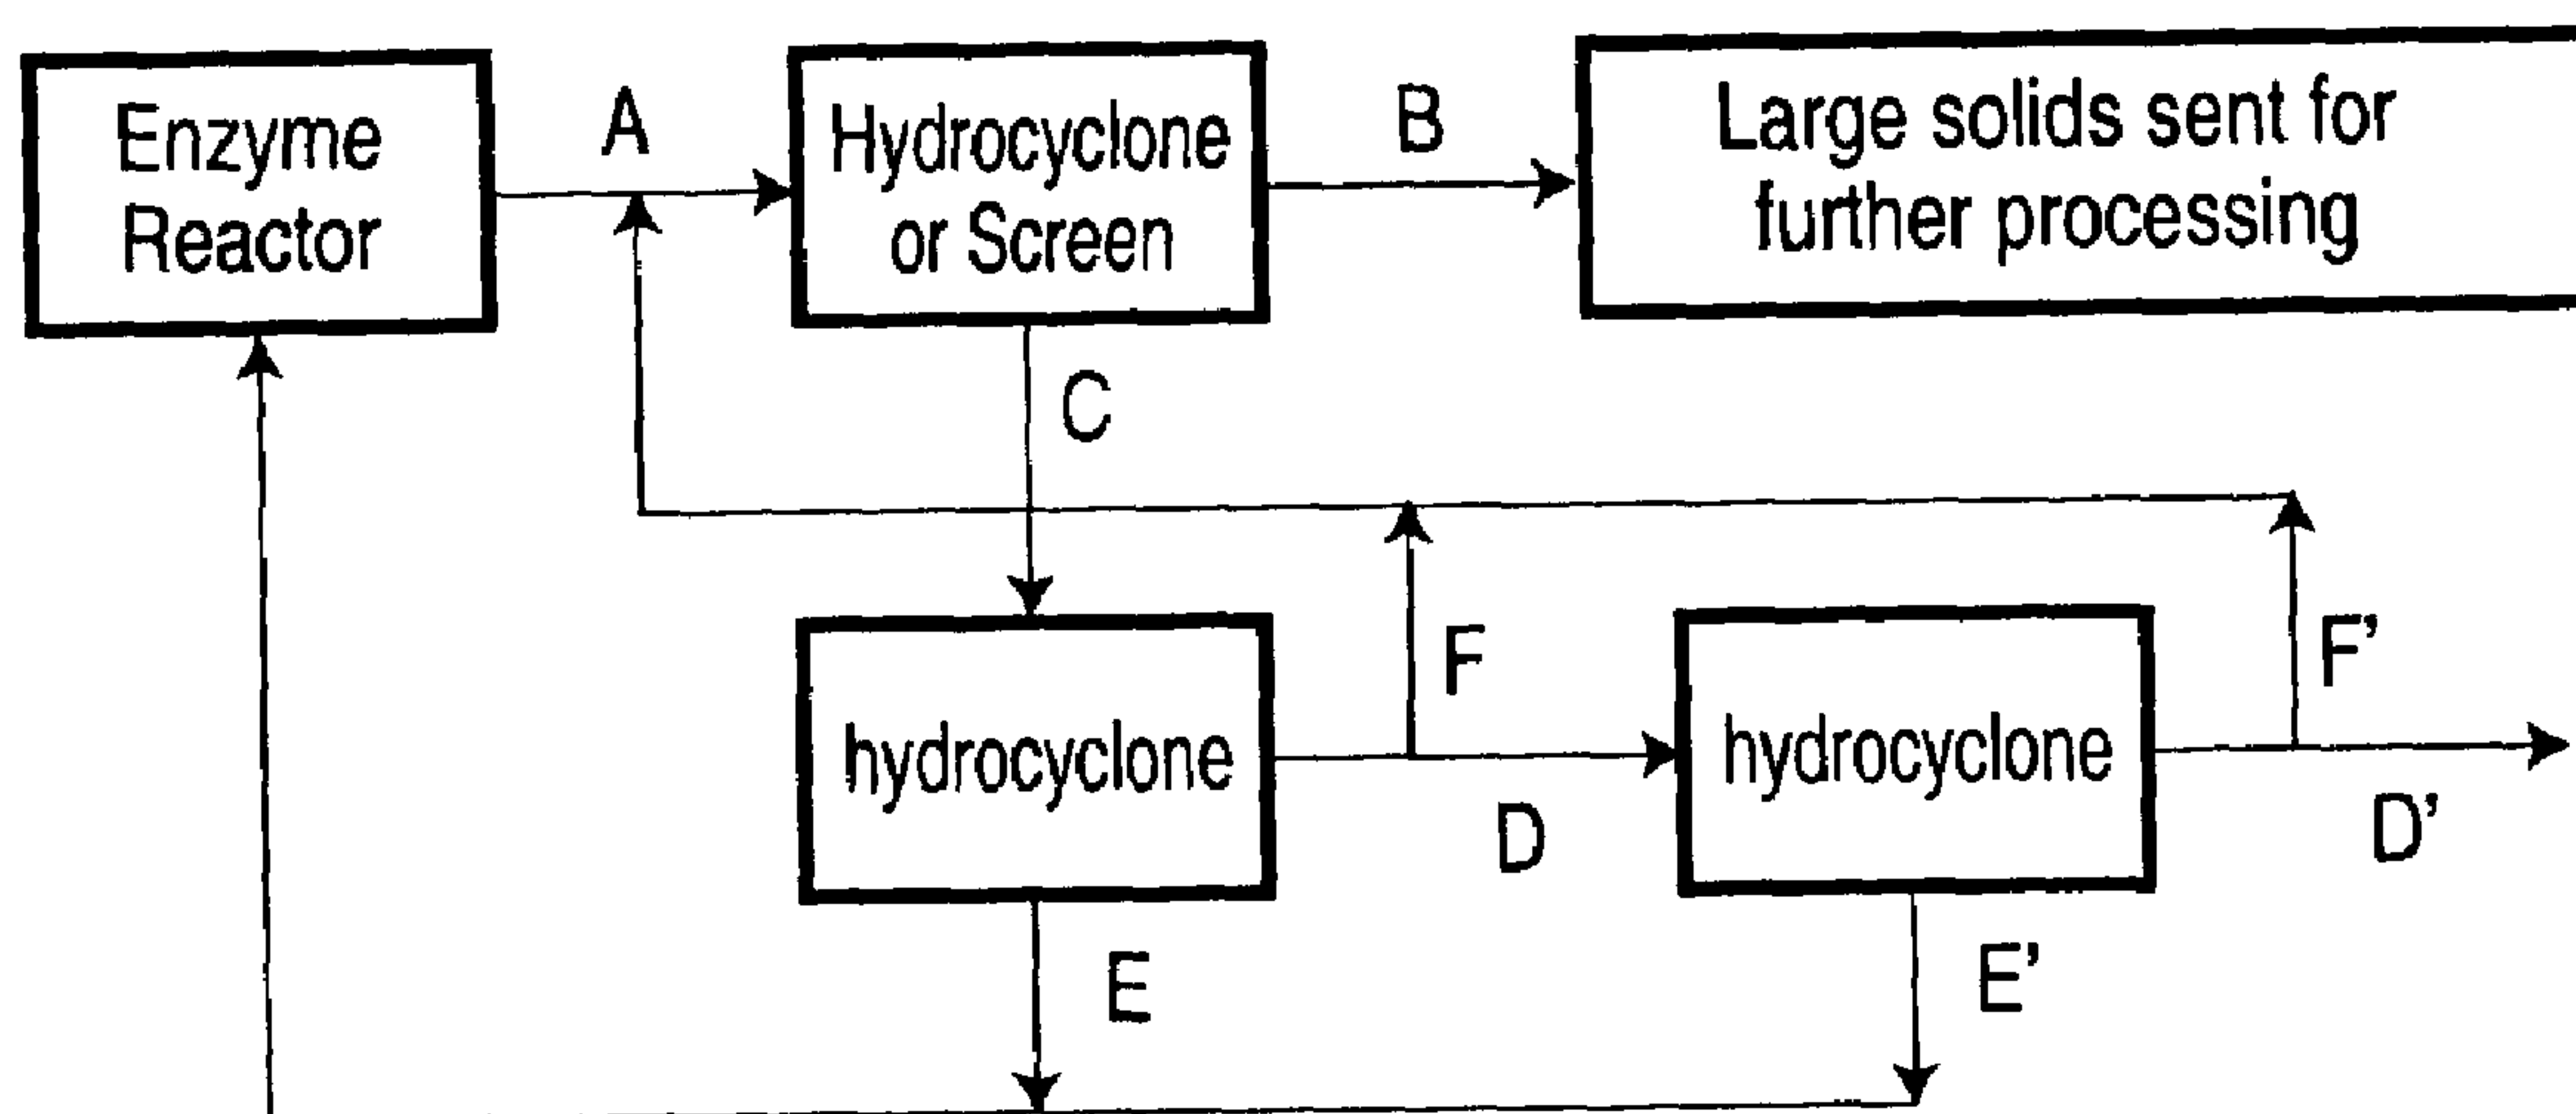 Enzyme
Reactor
A
Hydrocyclone
or Screen
B
Large solids sent for
further processing
C
F
F'
hydrocyclone
hydrocyclone
D
D'
E
E'